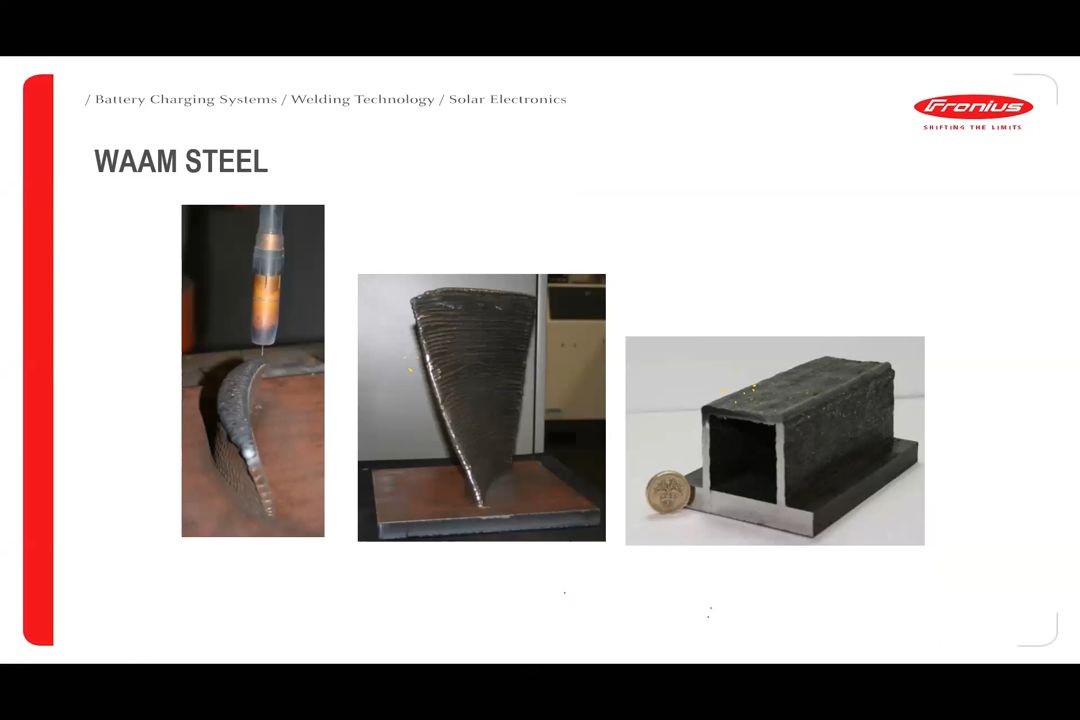 / Battery Charging Systems / Welding Technology / Solar Electronics
Fronius
SHIFTING THE LIMITS
WAAM STEEL